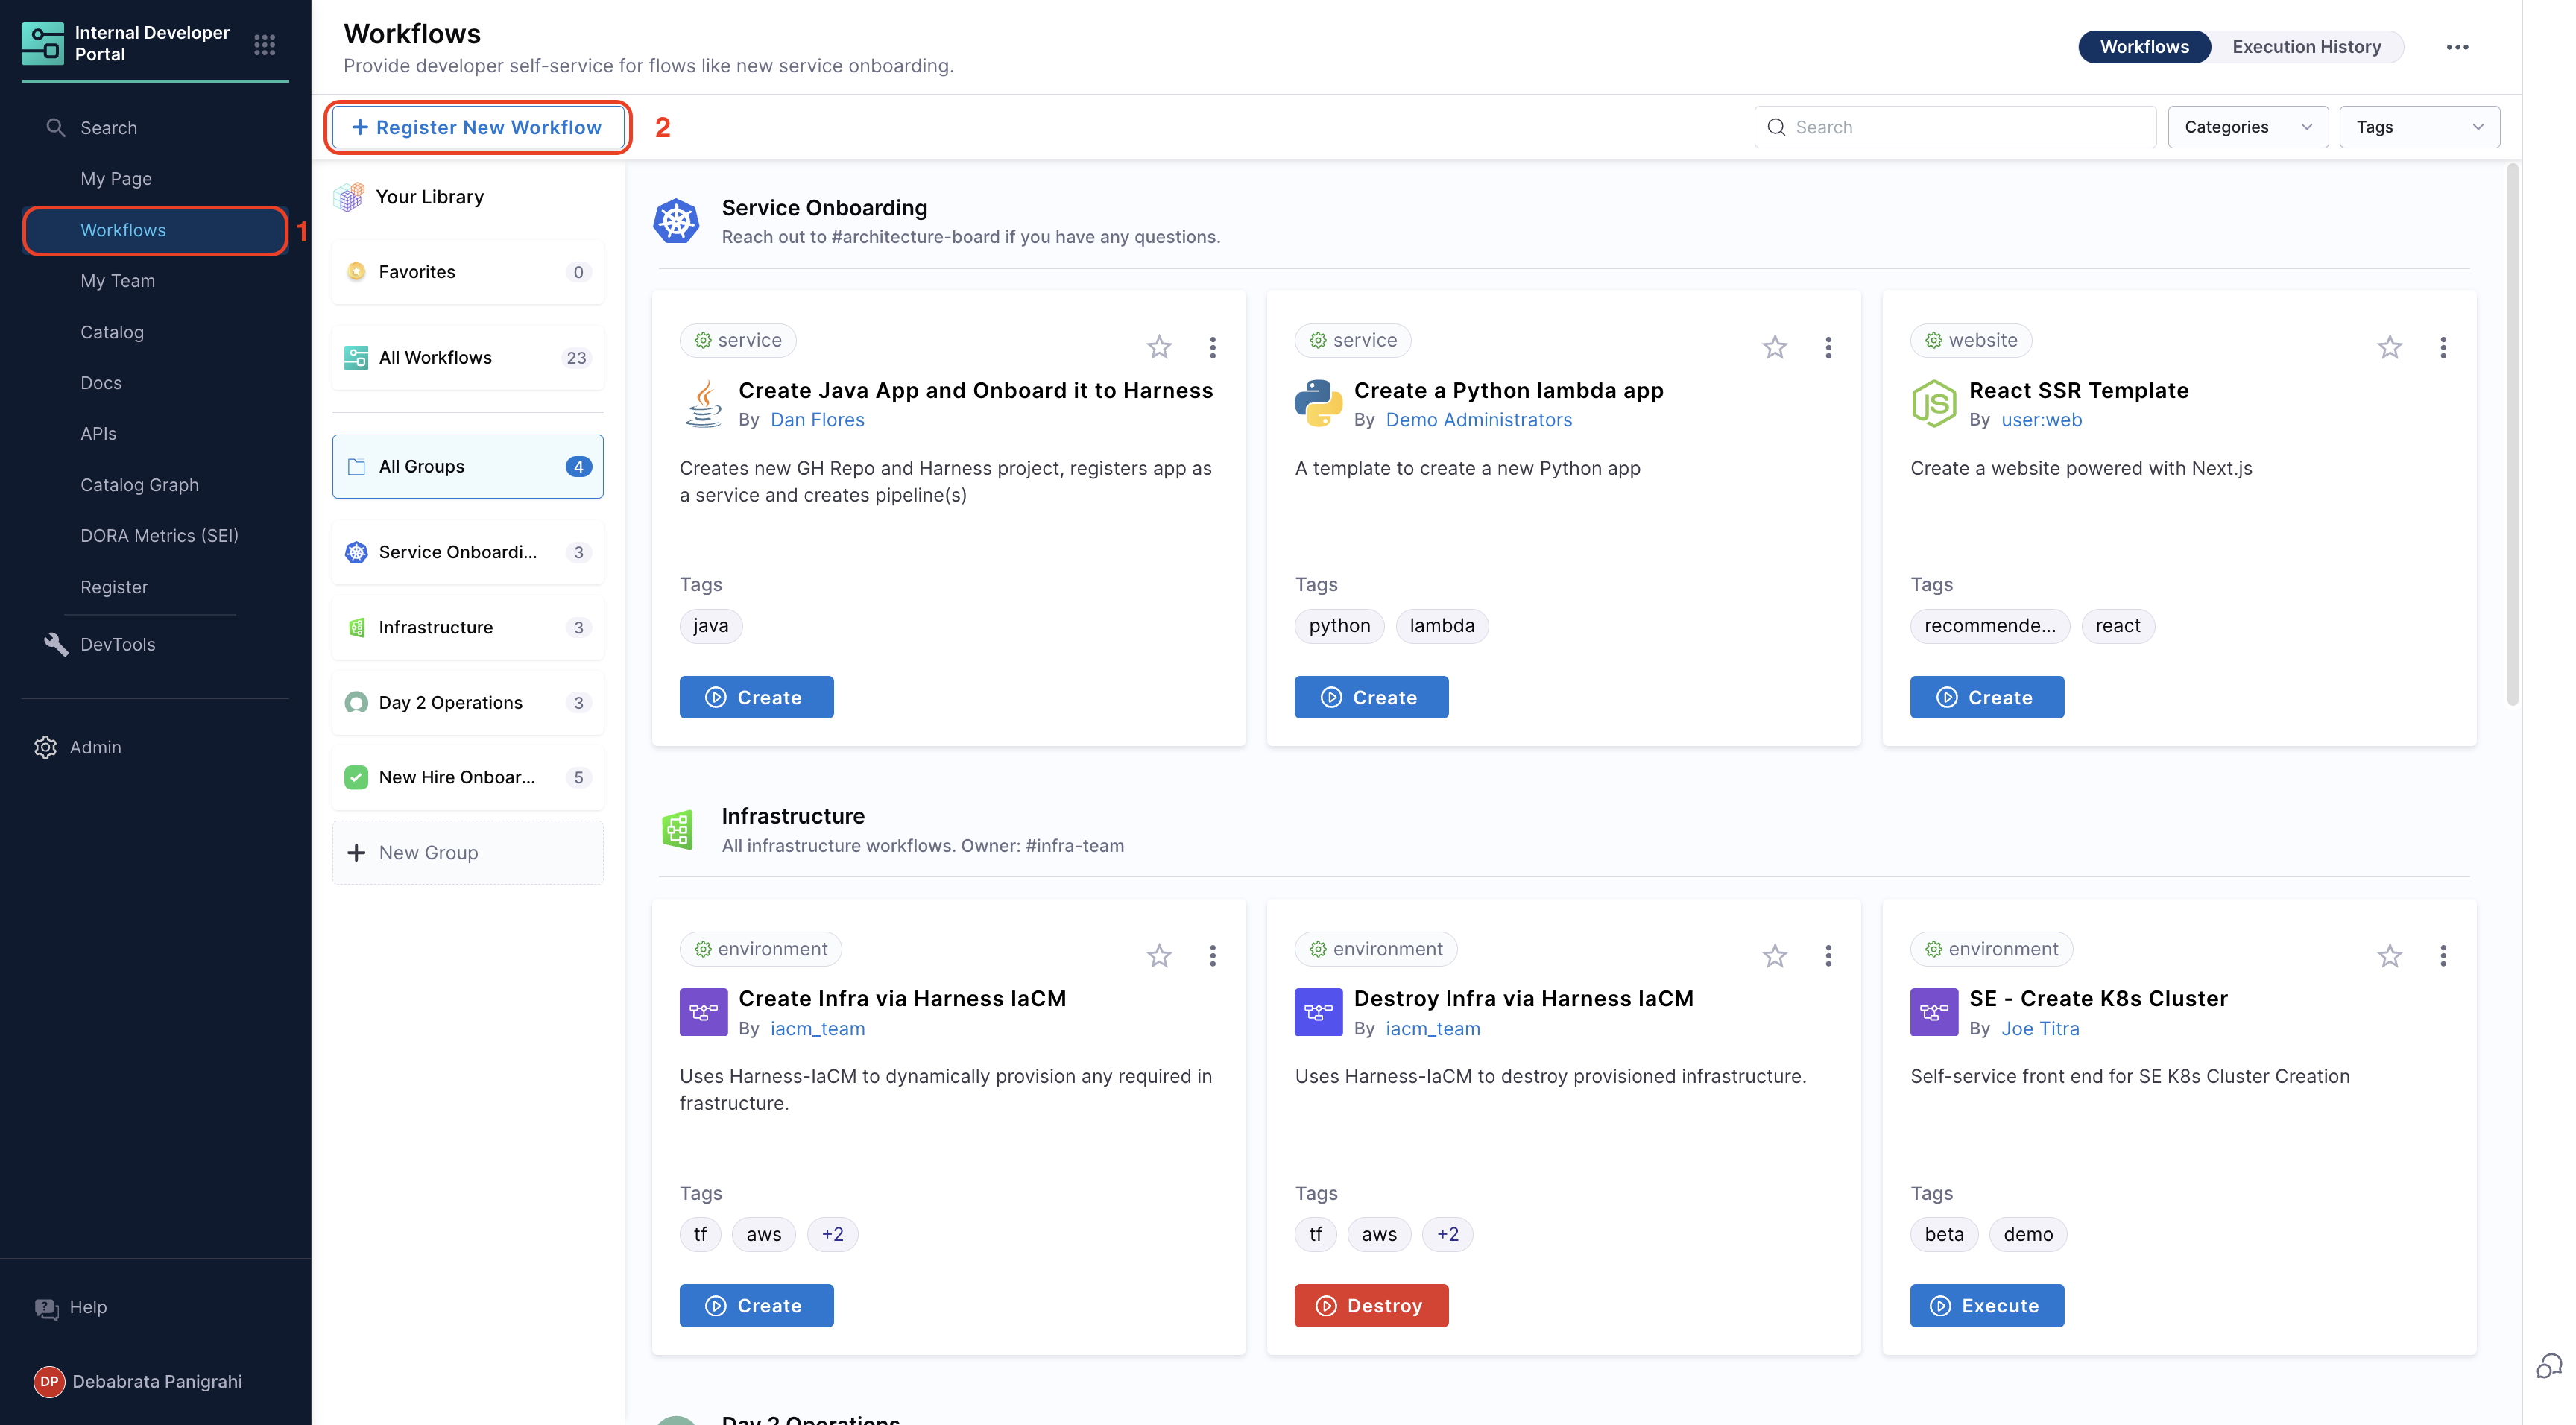 Internal Developer
Portal
Search
My Page
Workflows
1
My Team
Catalog
Docs
APIs
Catalog Graph
DORA Metrics (SEI)
Register
DevTools
Admin
Help
DP Debabrata Panigrahi
Workflows
Provide developer self-service for flows like new service onboarding.
Workflows
Execution History
+ Register New Workflow
2
Search
Categories
Tags
Your Library
Favorites 0
All Workflows 23
All Groups 4
Service Onboardi... 3
Infrastructure 3
Day 2 Operations 3
New Hire Onboar... 5
+ New Group
Service Onboarding
Reach out to #architecture-board if you have any questions.
service
Create Java App and Onboard it to Harness
By Dan Flores
Creates new GH Repo and Harness project, registers app as
a service and creates pipeline(s)
Tags
java
Create
service
Create a Python lambda app
By Demo Administrators
A template to create a new Python app
Tags
python lambda
Create
website
JS
React SSR Template
By user:web
Create a website powered with Next.js
Tags
recommende... react
Create
Infrastructure
All infrastructure workflows. Owner: #infra-team
environment
Create Infra via Harness IaCM
By iacm_team
Uses Harness-IaCM to dynamically provision any required in
frastructure.
Tags
tf aws +2
Create
environment
Destroy Infra via Harness IaCM
By iacm_team
Uses Harness-IaCM to destroy provisioned infrastructure.
Tags
tf aws +2
Destroy
environment
SE - Create K8s Cluster
By Joe Titra
Self-service front end for SE K8s Cluster Creation
Tags
beta demo
Execute
Day 2 Operations